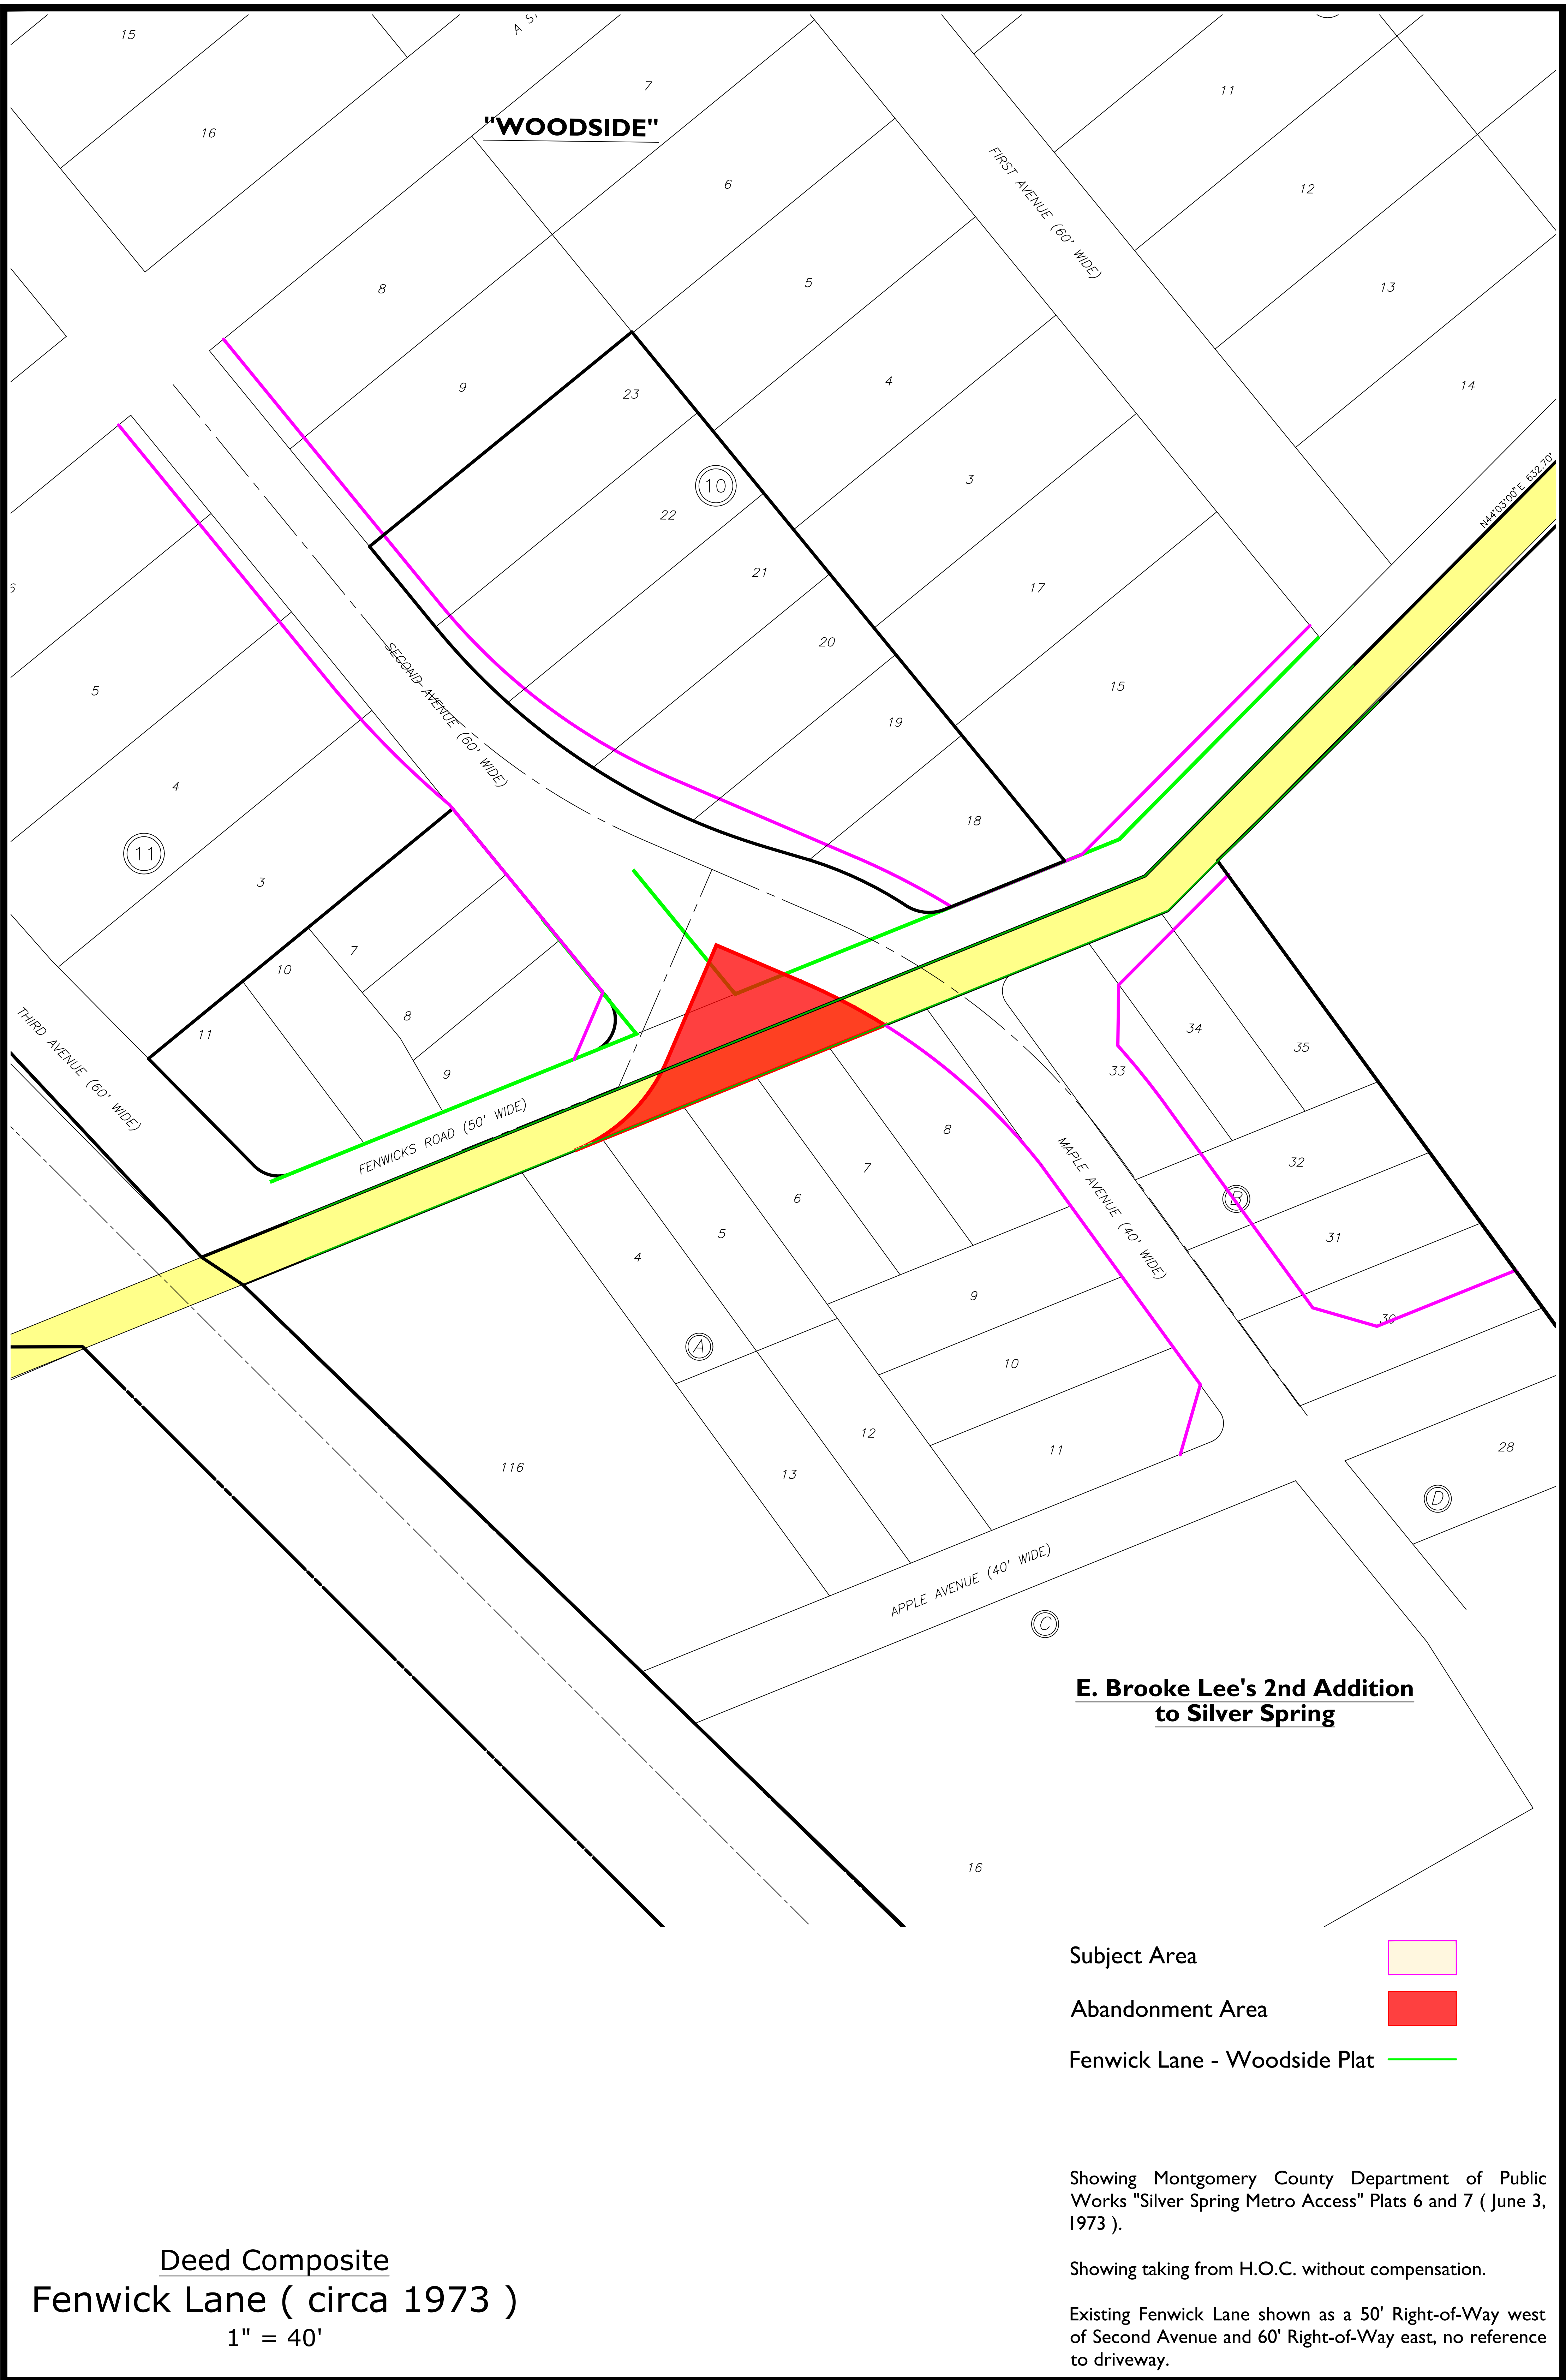 15
A S
7
11
"WOODSIDE"
16
FIRST AVENUE (60' WIDE)
6
12
8
5
13
9
23
4
14
N44°03'00"E 632.70'
10
3
22
21
6
17
20
5
SECOND AVENUE (60' WIDE)
15
19
4
18
11
3
7
10
8
11
9
THIRD AVENUE (60' WIDE)
FENWICKS ROAD (50' WIDE)
34
35
33
8
MAPLE AVENUE (40' WIDE)
7
32
6
B
5
31
4
9
30
A
10
12
11
28
116
13
D
APPLE AVENUE (40' WIDE)
C
E. Brooke Lee's 2nd Addition
to Silver Spring
16
Subject Area
Abandonment Area
Fenwick Lane - Woodside Plat
Showing Montgomery County Department of Public
Works "Silver Spring Metro Access" Plats 6 and 7 ( June 3,
1973 ).
Showing taking from H.O.C. without compensation.
Existing Fenwick Lane shown as a 50' Right-of-Way west
of Second Avenue and 60' Right-of-Way east, no reference
to driveway.
Deed Composite
Fenwick Lane ( circa 1973 )
1" = 40'